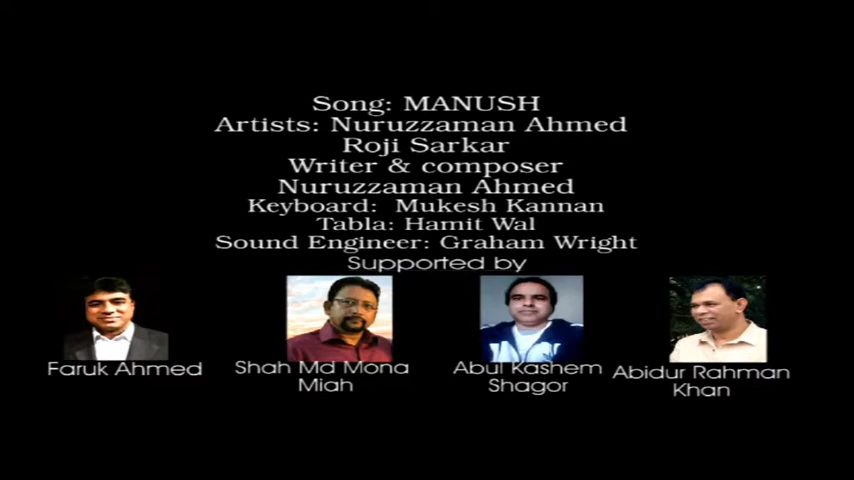 Song: MANUSH
Artists: Nuruzzaman Ahmed
Roji Sarkar
Writer & composer
Nuruzzaman Ahmed
Keyboard: Mukesh Kannan
Tabla: Hamit Wal
Sound Engineer: Graham Wright
Supported by
Faruk Ahmed
Shah Md Mona
Miah
Abul Kashem
Shagor
Abidur Rahman
Khan